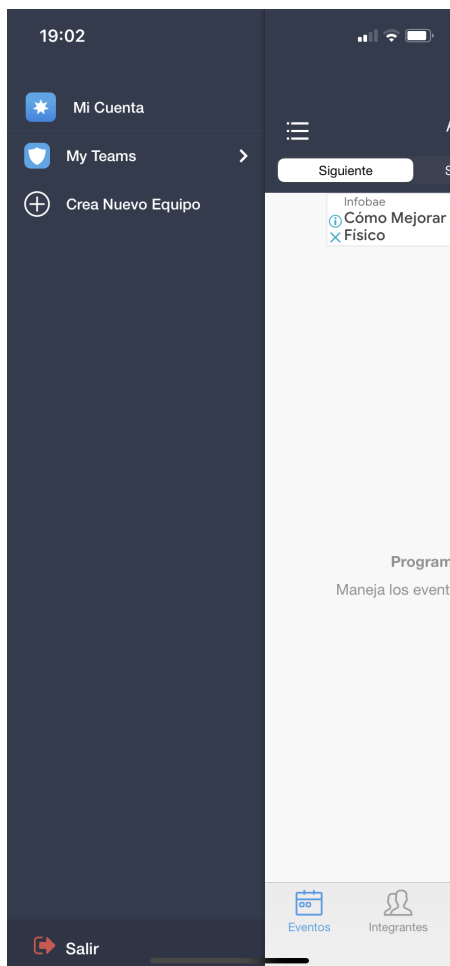 19:02
Mi Cuenta
My Teams
Crea Nuevo Equipo
Siguiente
Infobae
Cómo Mejorar
Físico
Program
Maneja los event
Eventos
Integrantes
Salir